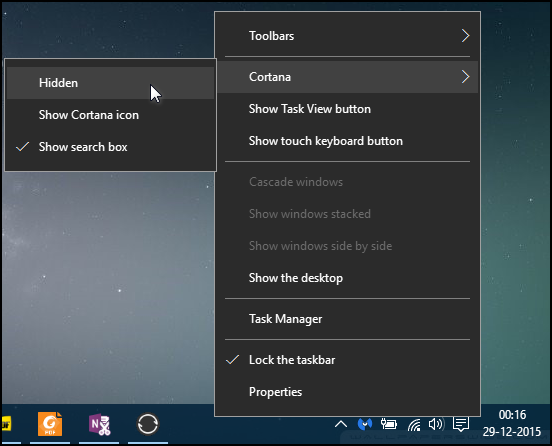 Toolbars
Cortana
Hidden
Show Cortana icon
Show search box
Show Task View button
Show touch keyboard button
Cascade windows
Show windows stacked
Show windows side by side
Show the desktop
Task Manager
Lock the taskbar
Properties
PDF
N
00:16
29-12-2015